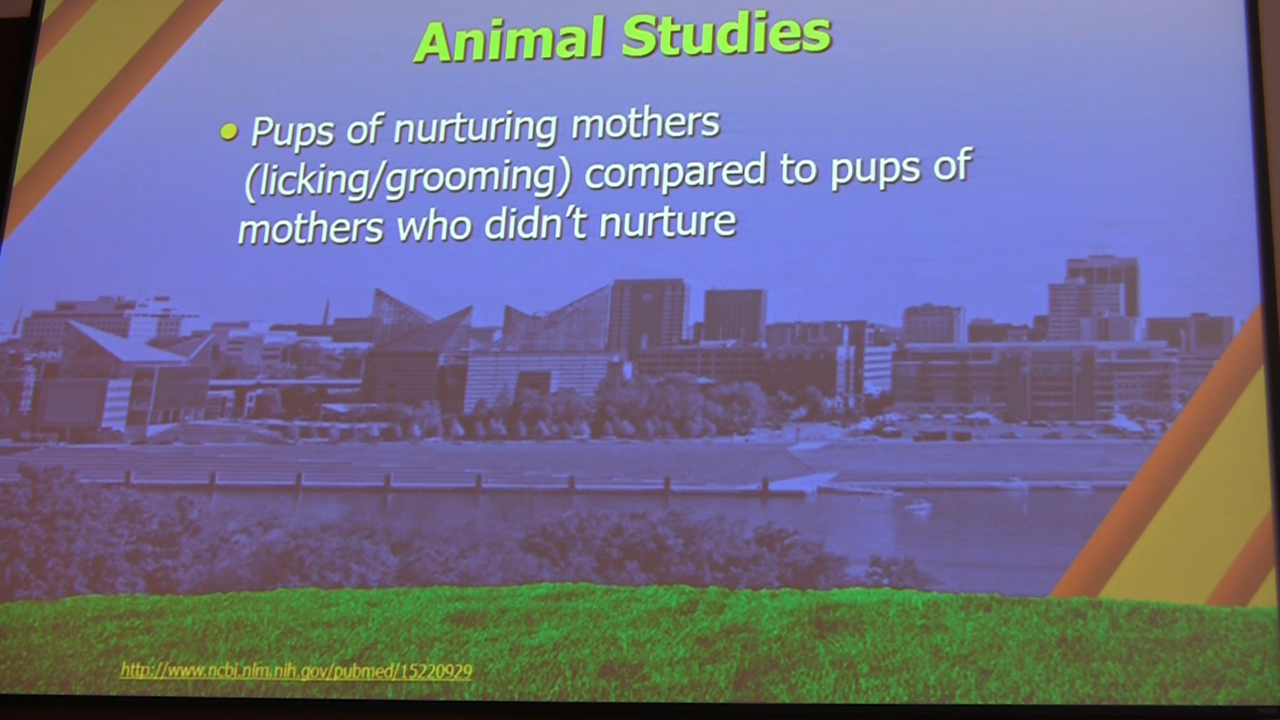 Animal Studies
• Pups of nurturing mothers
(licking/grooming) compared to pups of
mothers who didn't nurture
http://www.ncbi.nlm.nih.gov/pubmed/15220929